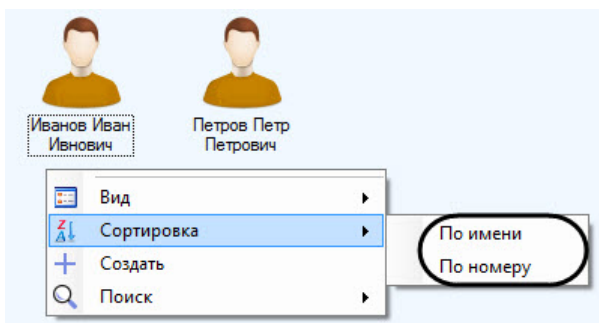 Иванов Иван
Ивнович
Петров Петр
Петрович
Вид
Сортировка
По имени
Создать
По номеру
Поиск